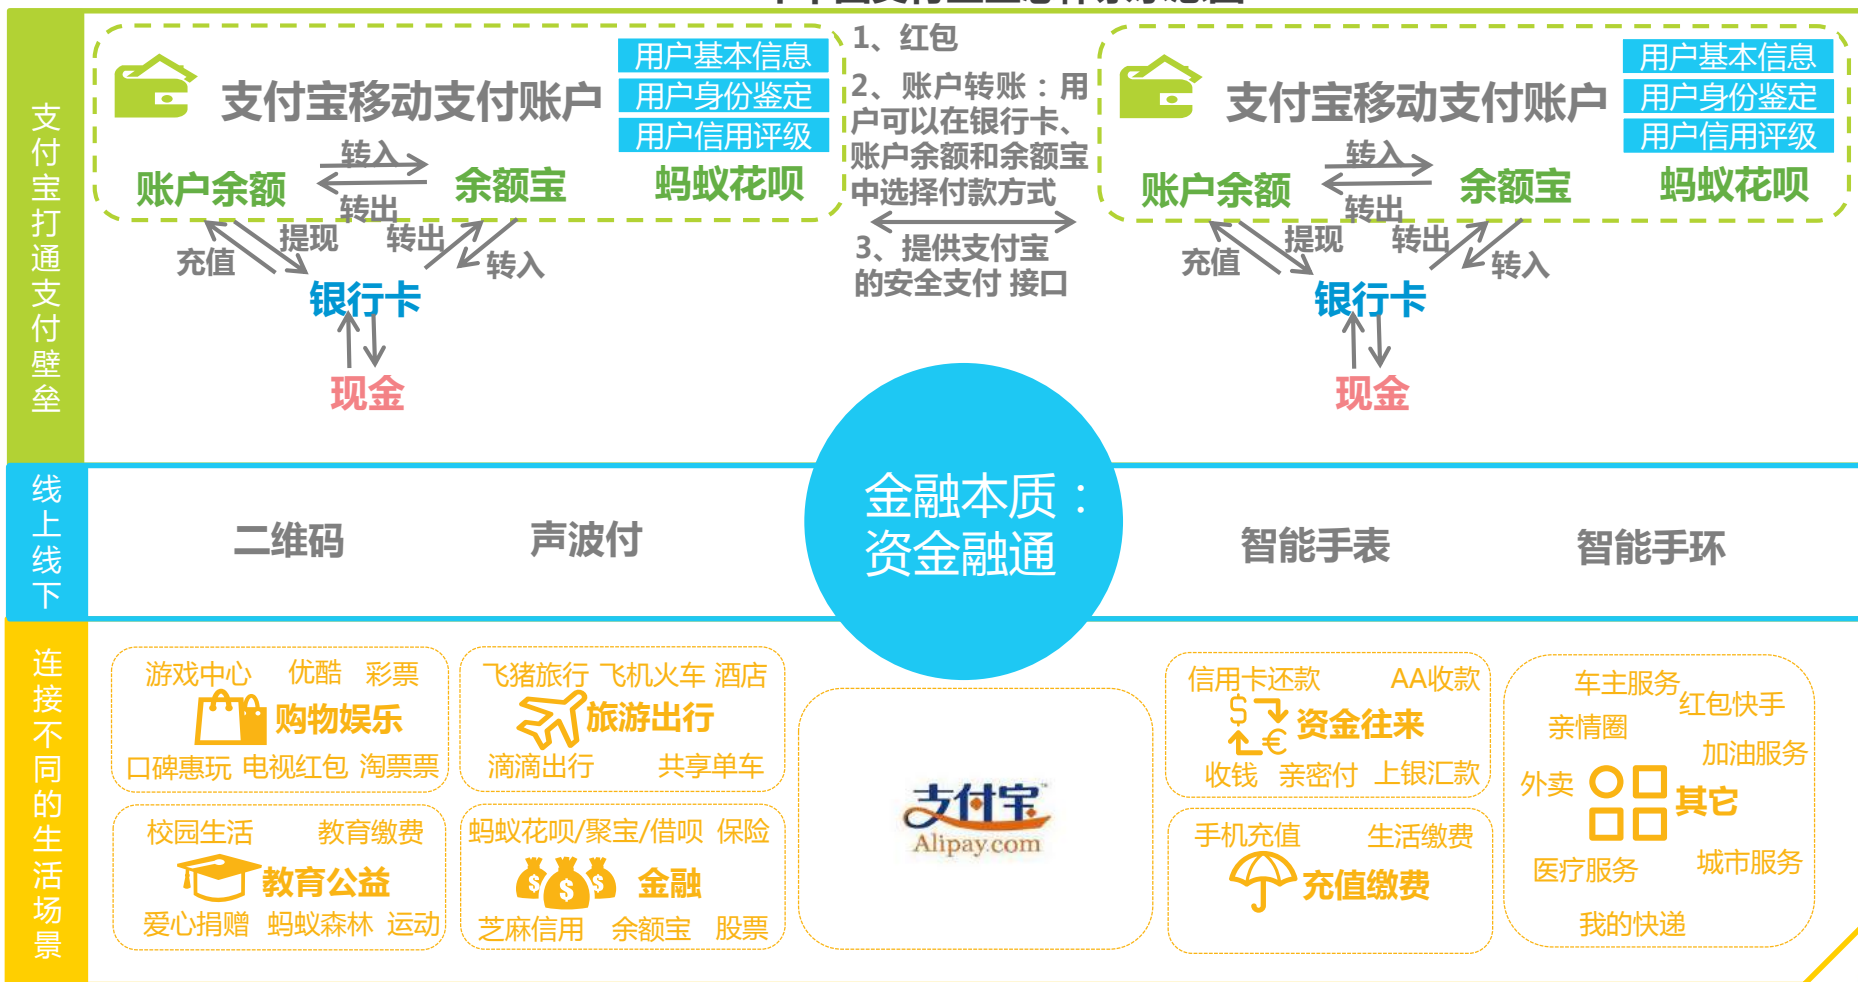 支付宝打通支付壁垒
支付宝移动支付账户
用户基本信息
用户身份鉴定
用户信用评级
账户余额
转入
转出
余额宝
蚂蚁花呗
充值
提现
转出
转入
银行卡
现金
1、红包
2、账户转账：用
户可以在银行卡、
账户余额和余额宝
中选择付款方式
3、提供支付宝
的安全支付 接口
支付宝移动支付账户
用户基本信息
用户身份鉴定
用户信用评级
账户余额
转入
转出
余额宝
蚂蚁花呗
充值
提现
转出
转入
银行卡
现金
线上线下
二维码
声波付
金融本质：
资金融通
智能手表
智能手环
连接不同的生活场景
游戏中心 优酷 彩票
购物娱乐
口碑惠玩 电视红包 淘票票
飞猪旅行 飞机火车 酒店
旅游出行
滴滴出行 共享单车
校园生活 教育缴费
教育公益
爱心捐赠 蚂蚁森林 运动
蚂蚁花呗/聚宝/借呗 保险
金融
芝麻信用 余额宝 股票
支付宝
Alipay.com
信用卡还款 AA收款
资金往来
收钱 亲密付 上银汇款
手机充值 生活缴费
充值缴费
车主服务
红包快手
亲情圈
加油服务
外卖
其它
医疗服务
城市服务
我的快递